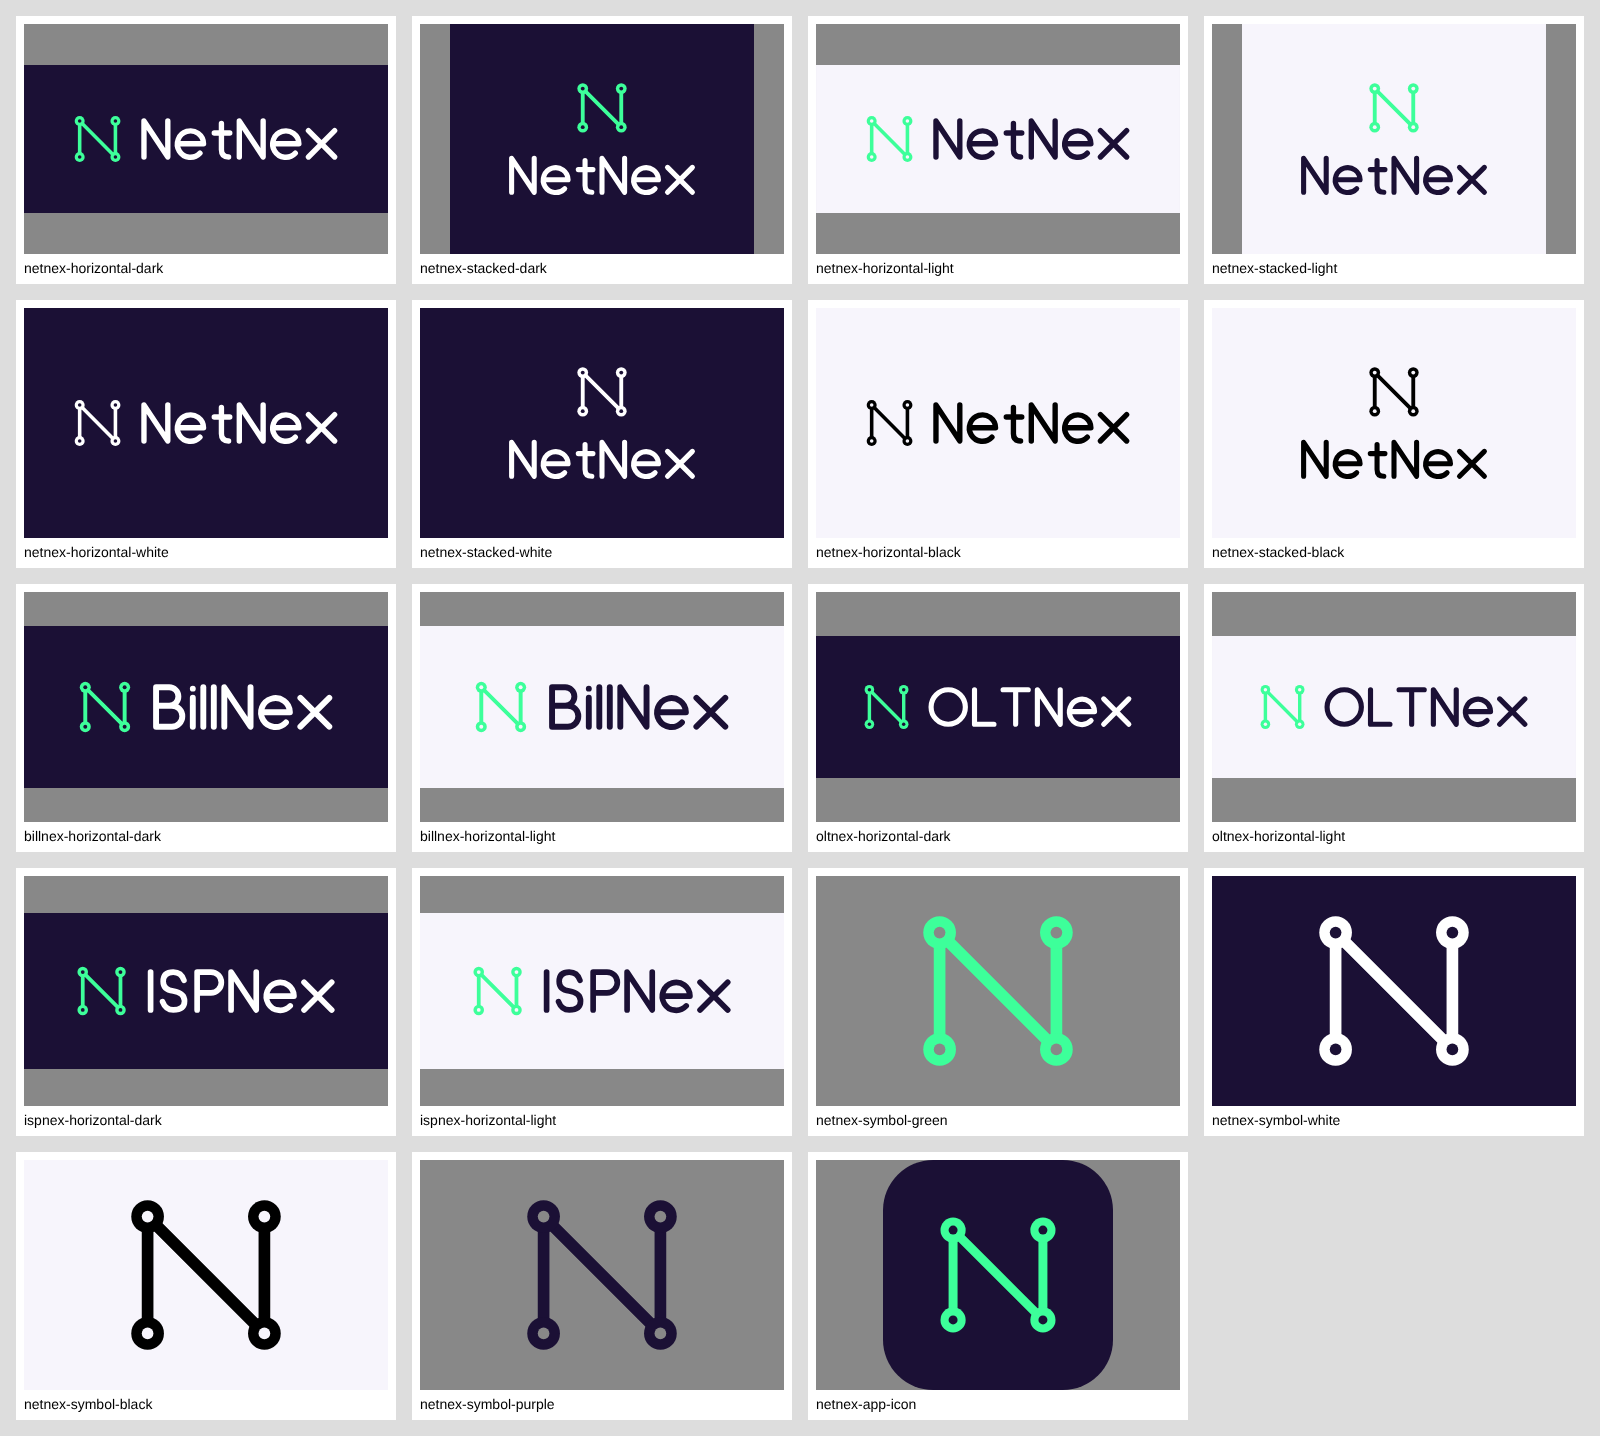 NetNex
netnex-horizontal-dark
NetNex
netnex-stacked-dark
NetNex
netnex-horizontal-light
NetNex
netnex-stacked-light
NetNex
netnex-horizontal-white
NetNex
netnex-stacked-white
NetNex
netnex-horizontal-black
NetNex
netnex-stacked-black
BillNex
billnex-horizontal-dark
BillNex
billnex-horizontal-light
OLTNex
oltnex-horizontal-dark
OLTNex
oltnex-horizontal-light
ISPNex
ispnex-horizontal-dark
ISPNex
ispnex-horizontal-light
netnex-symbol-green
netnex-symbol-white
netnex-symbol-black
netnex-symbol-purple
netnex-app-icon